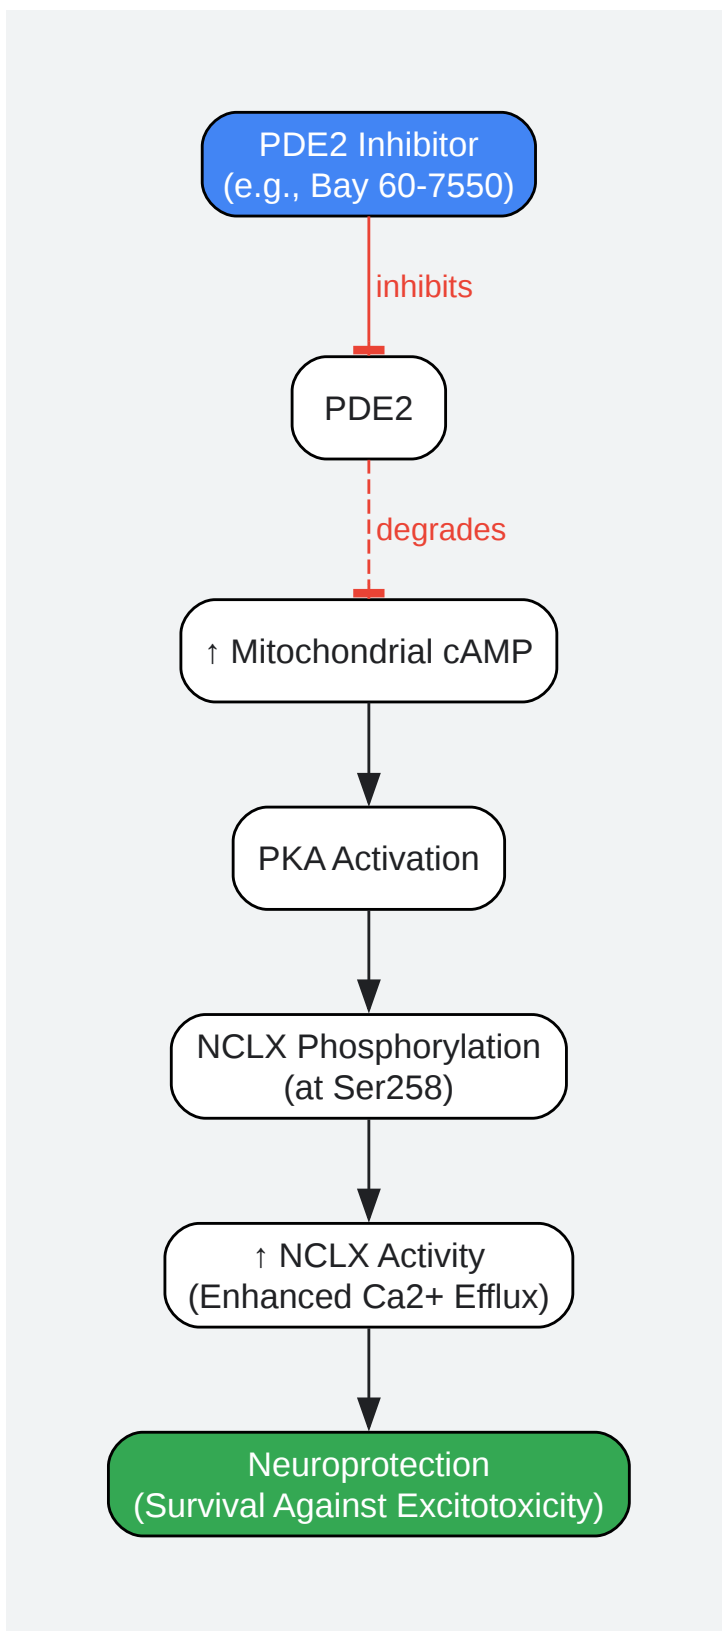 PDE2 Inhibitor
(e.g., Bay 60-7550)
inhibits
PDE2
degrades
↑ Mitochondrial cAMP
PKA Activation
NCLX Phosphorylation
(at Ser258)
↑ NCLX Activity
(Enhanced Ca2+ Efflux)
Neuroprotection
(Survival Against Excitotoxicity)